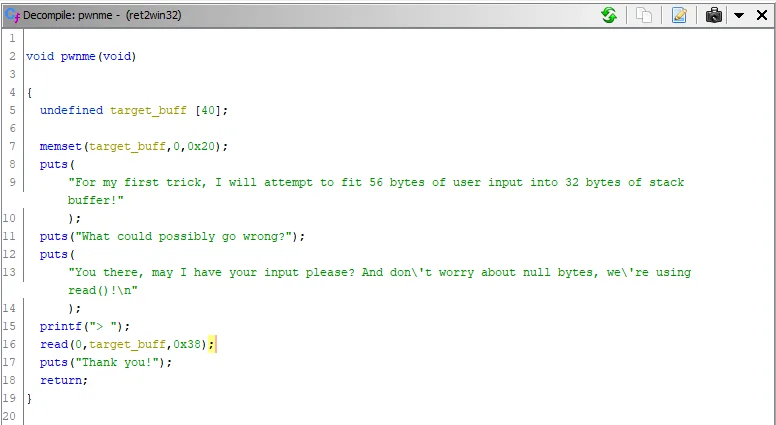 Decompile: pwnme - (ret2win32)
1
2 void pwnme(void)
3
4 {
5 undefined target_buff [40];
6
7 memset(target_buff,0,0x20);
8 puts(
9 "For my first trick, I will attempt to fit 56 bytes of user input into 32 bytes of stack
buffer!"
10 );
11 puts("What could possibly go wrong?");
12 puts(
13 "You there, may I have your input please? And don\'t worry about null bytes, we\'re using
read()!\n"
14 );
15 printf("> ");
16 read(0,target_buff,0x38);
17 puts("Thank you!");
18 return;
19 }
20